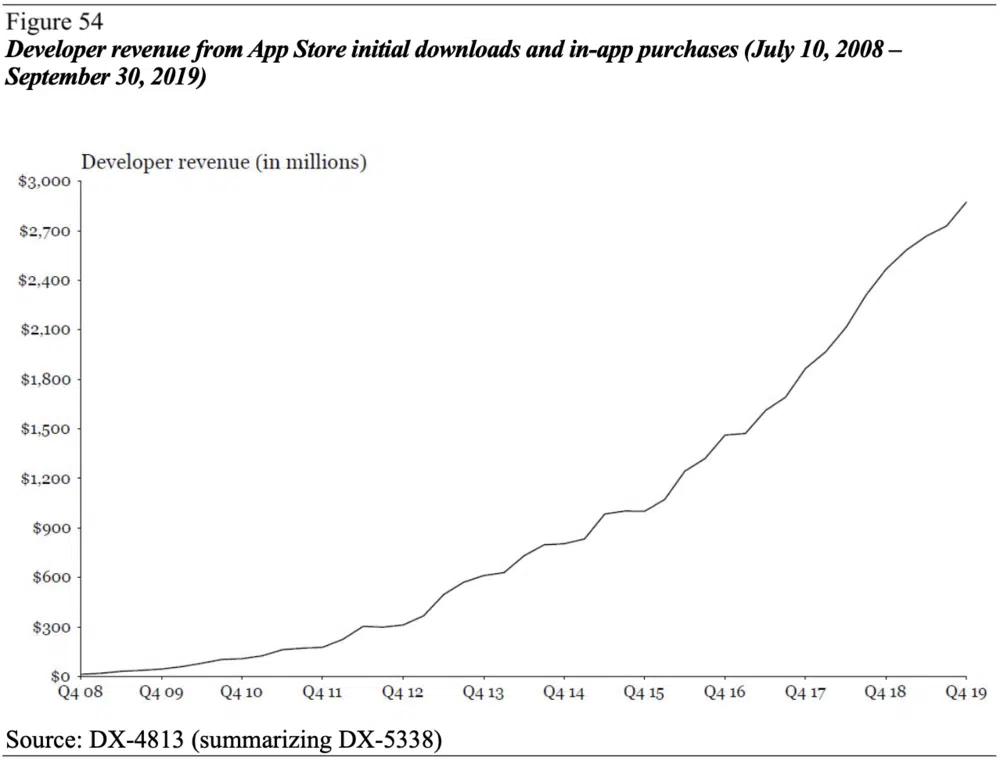 Figure 54
Developer revenue from App Store initial downloads and in-app purchases (July 10, 2008 –
September 30, 2019)
Developer revenue (in millions)
$3,000
$2,700
$2,400
$2,100
$1,800
$1,500
$1,200
$900
$600
$300
$0
Q4 08 Q4 09 Q4 10 Q4 11 Q4 12 Q4 13 Q4 14 Q4 15 Q4 16 Q4 17 Q4 18 Q4 19
Source: DX-4813 (summarizing DX-5338)